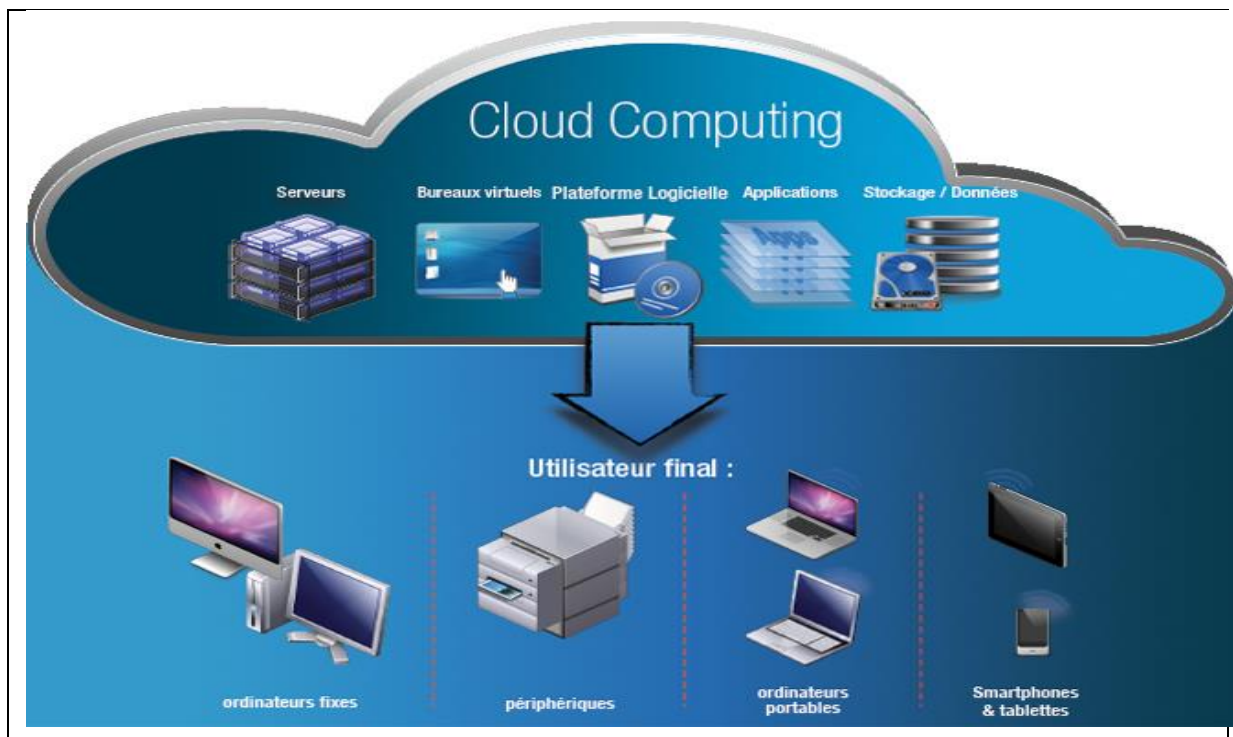 Cloud Computing
Serveurs
Bureaux virtuels
Plateforme Logicielle
Applications
Stockage / Données
Apps
Utilisateur final :
ordinateurs fixes
périphériques
ordinateurs
portables
Smartphones
& tablettes